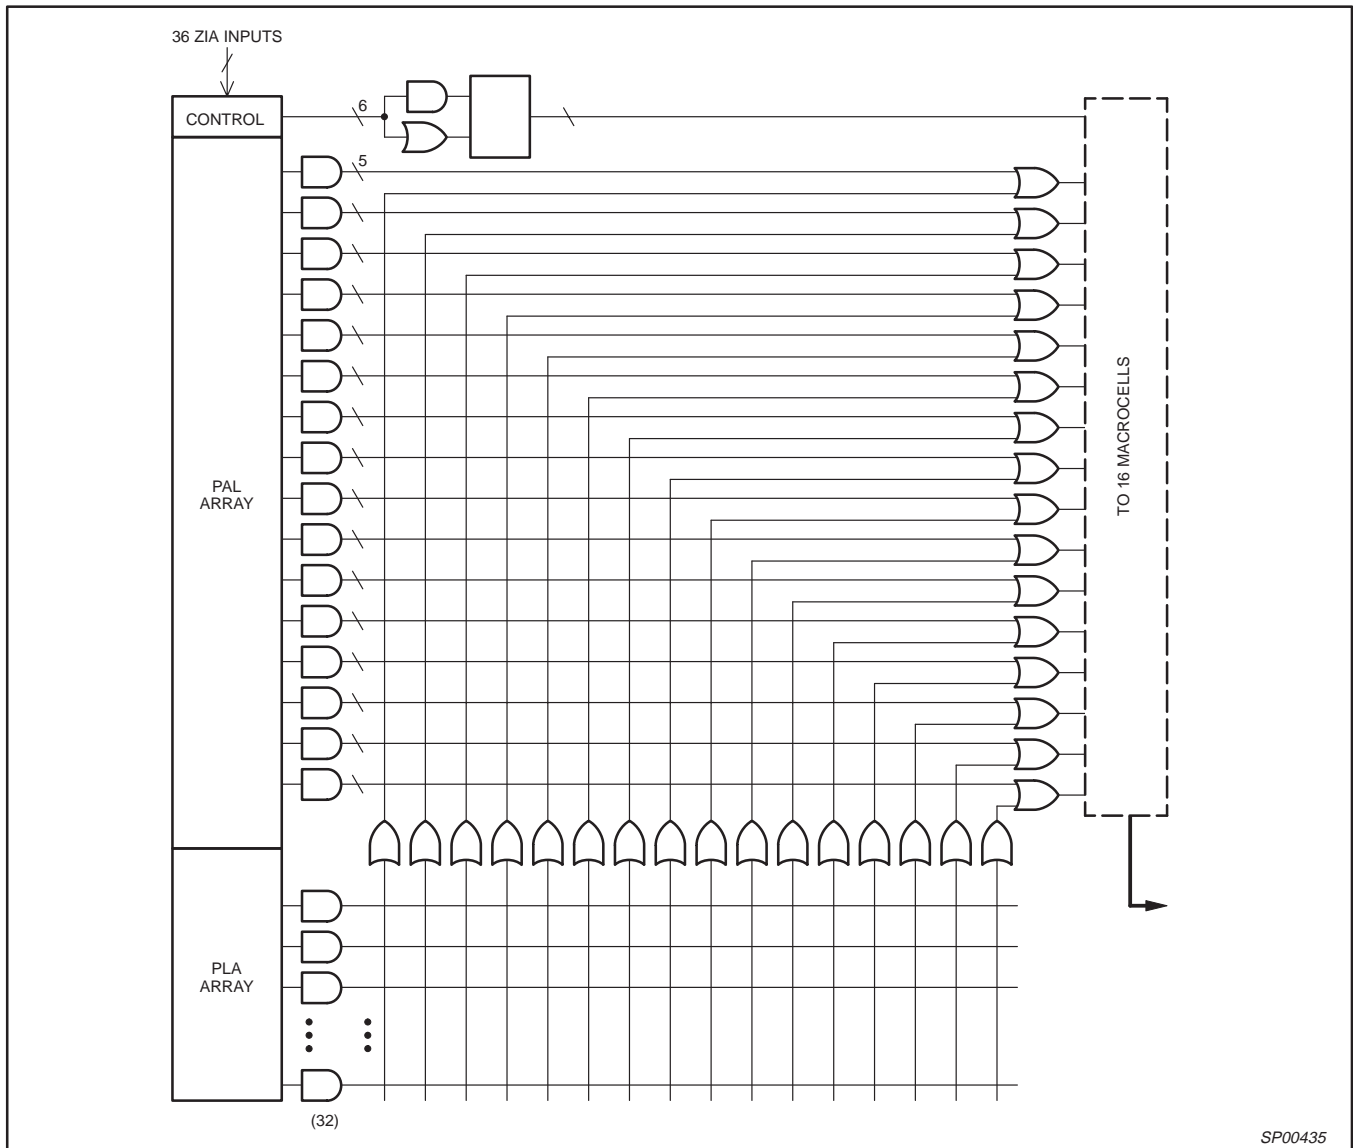 36 ZIA INPUTS
CONTROL
6
5
PAL
ARRAY
TO 16 MACROCELLS
PLA
ARRAY
(32)
SP00435